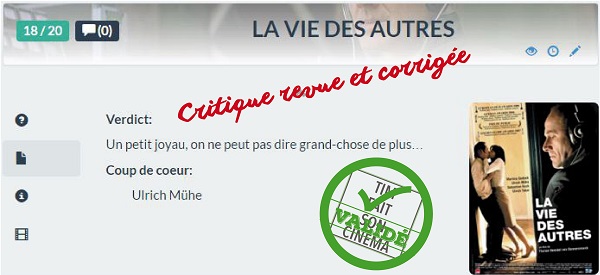 18 / 20
(0)
LA VIE DES AUTRES
Critique revue et corrigée
Verdict:
Un petit joyau, on ne peut pas dire grand-chose de plus…
Coup de coeur:
Ulrich Mühe
TIM
FAIT
SON
CINÉMA
VALIDÉ
LA
VIE
DES
AUTRES